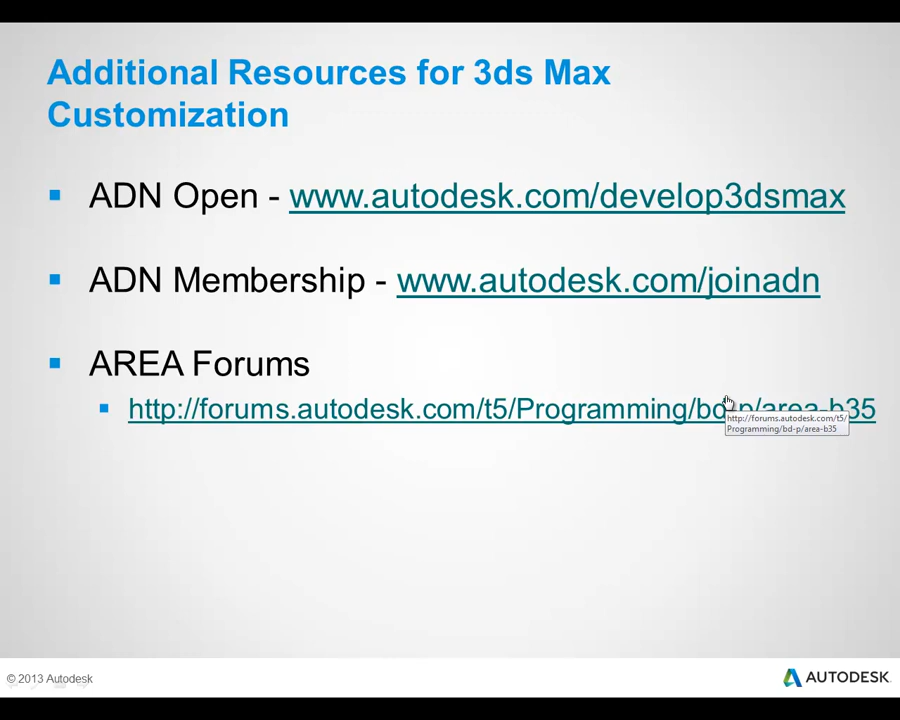 Additional Resources for 3ds Max
Customization
▪ ADN Open - www.autodesk.com/develop3dsmax
▪ ADN Membership - www.autodesk.com/joinadn
▪ AREA Forums
▪ http://forums.autodesk.com/t5/Programming/bd-p/area-b35
http://forums.autodesk.com/t5/
Programming/bd-p/area-b35
© 2013 Autodesk
AUTODESK.